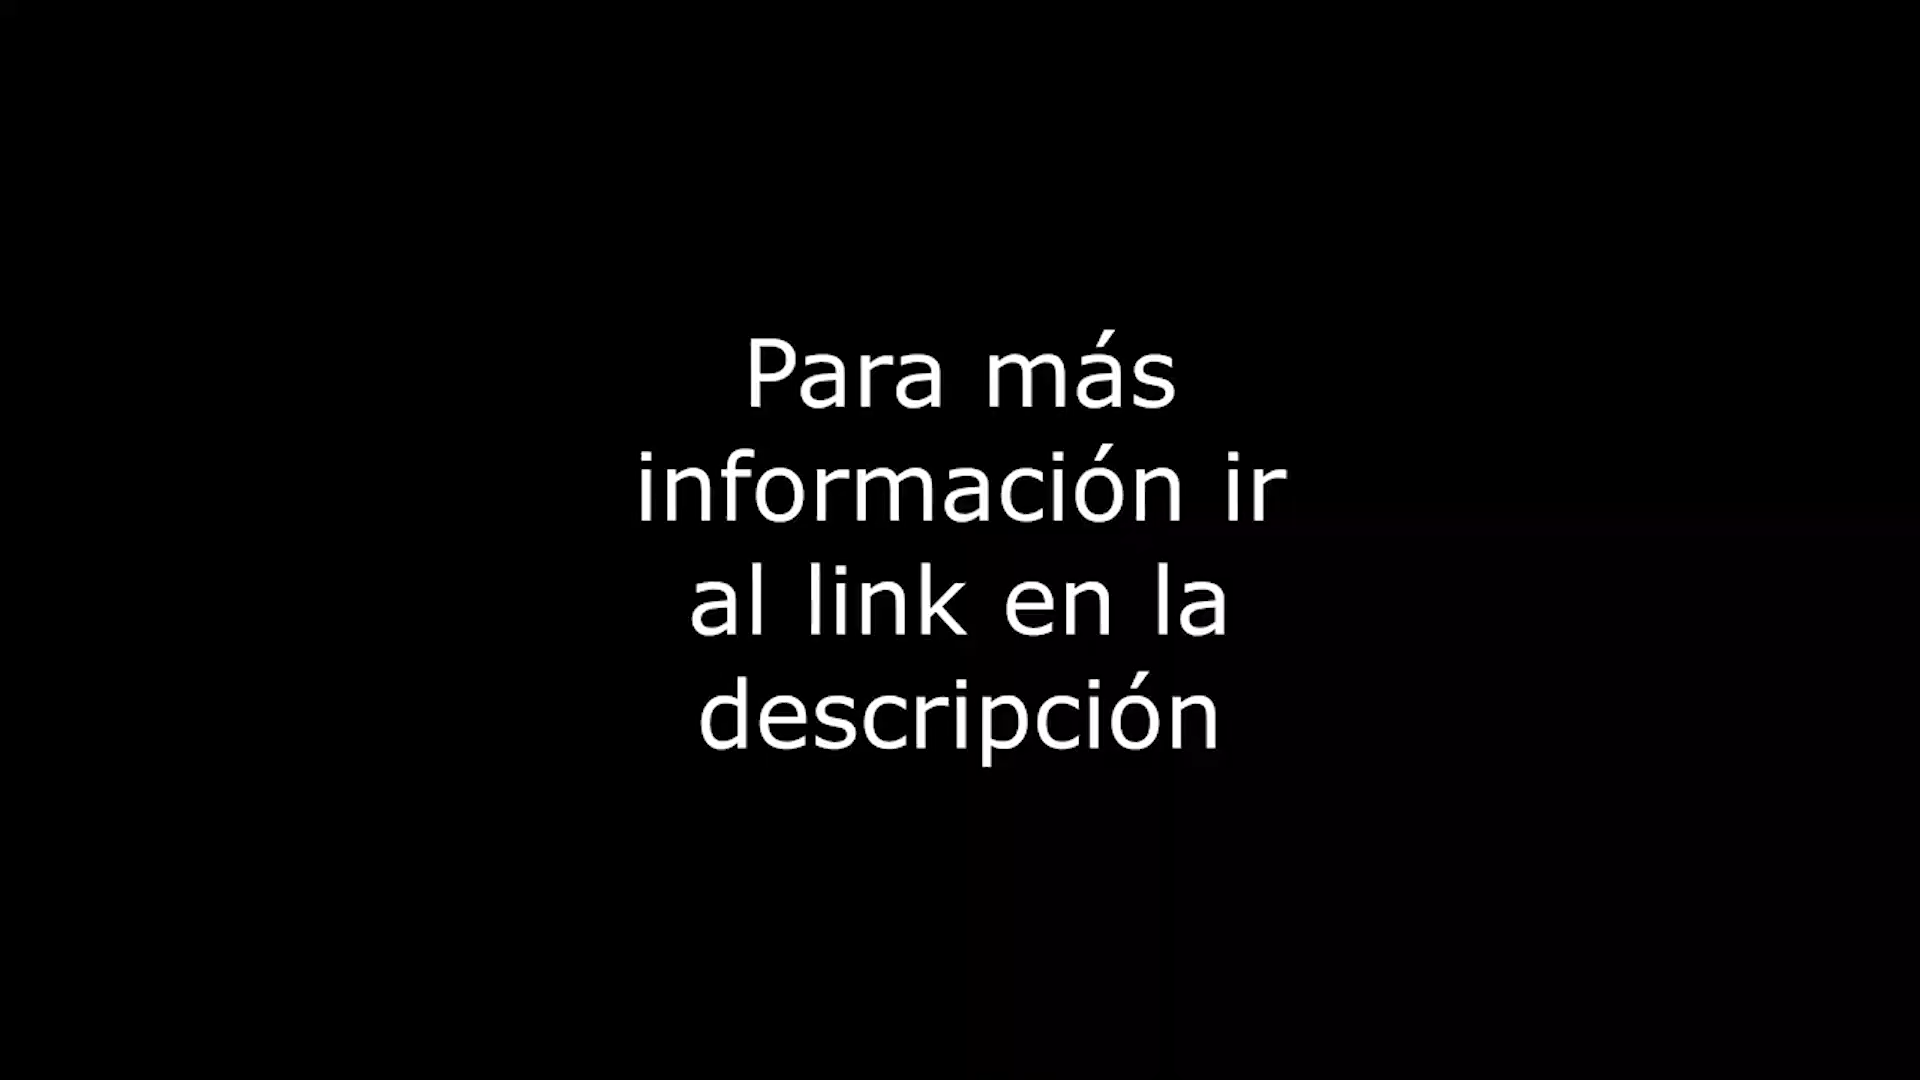 Para más
información ir
al link en la
descripción